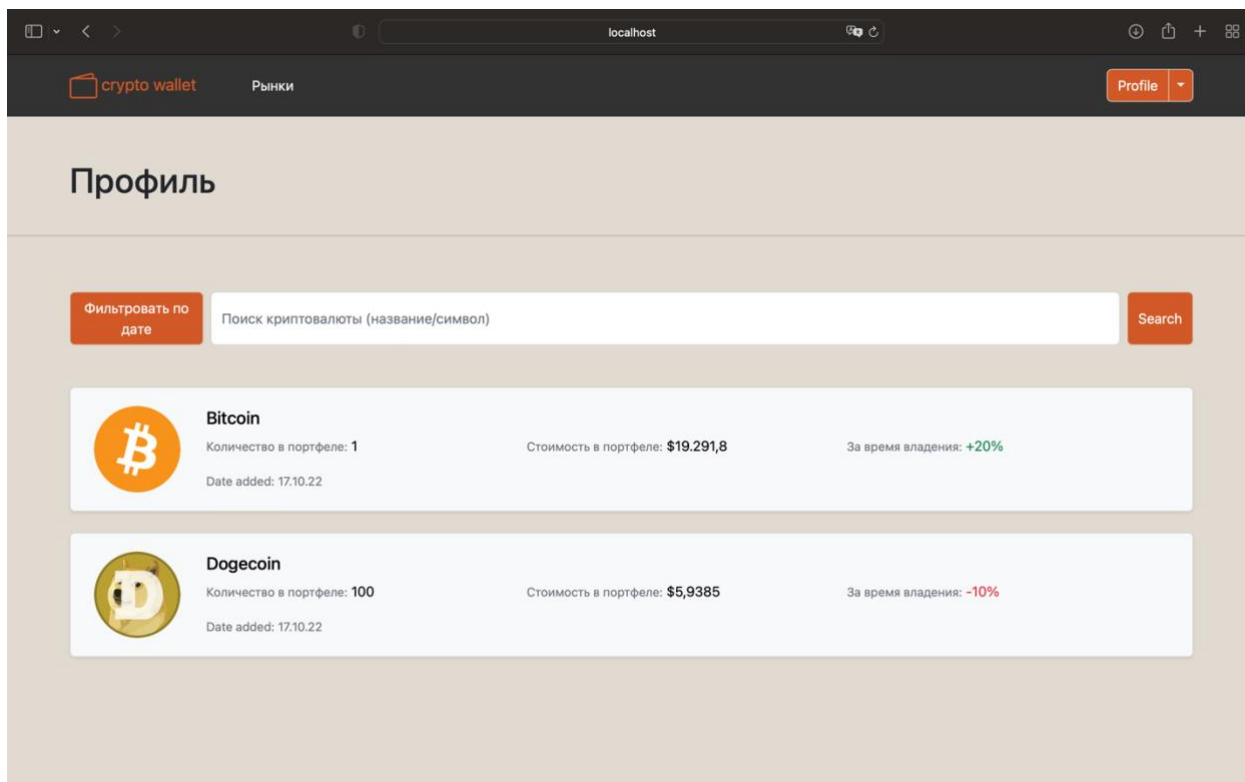 localhost
crypto wallet
Рынки
Profile
Профиль
Фильтровать по
дате
Поиск криптовалюты (название/символ)
Search
Bitcoin
Количество в портфеле: 1
Стоимость в портфеле: $19.291,8
За время владения: +20%
Date added: 17.10.22
Dogecoin
Количество в портфеле: 100
Стоимость в портфеле: $5,9385
За время владения: -10%
Date added: 17.10.22